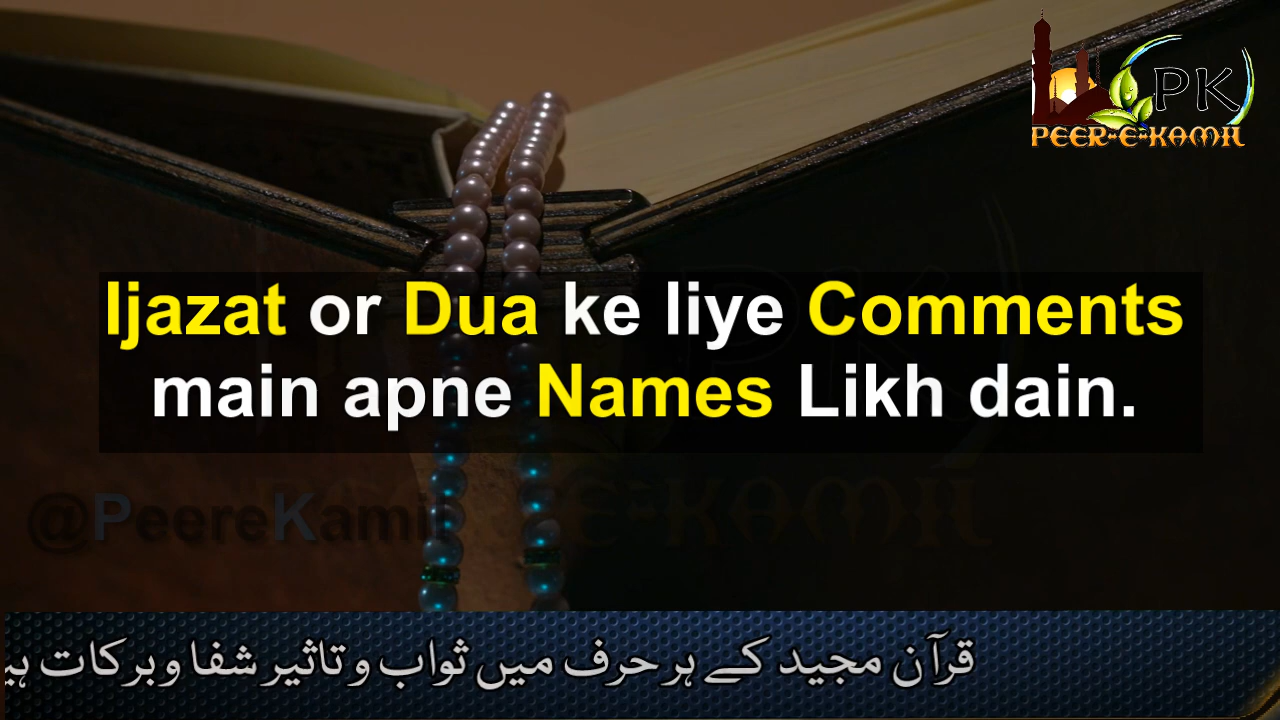 PK
PEER-E-KAMIL
Ijazat or Dua ke liye Comments
main apne Names Likh dain.
@PeereKamil
قرآن مجید کے ہر حرف میں ثواب و تاثیر شفا و برکات